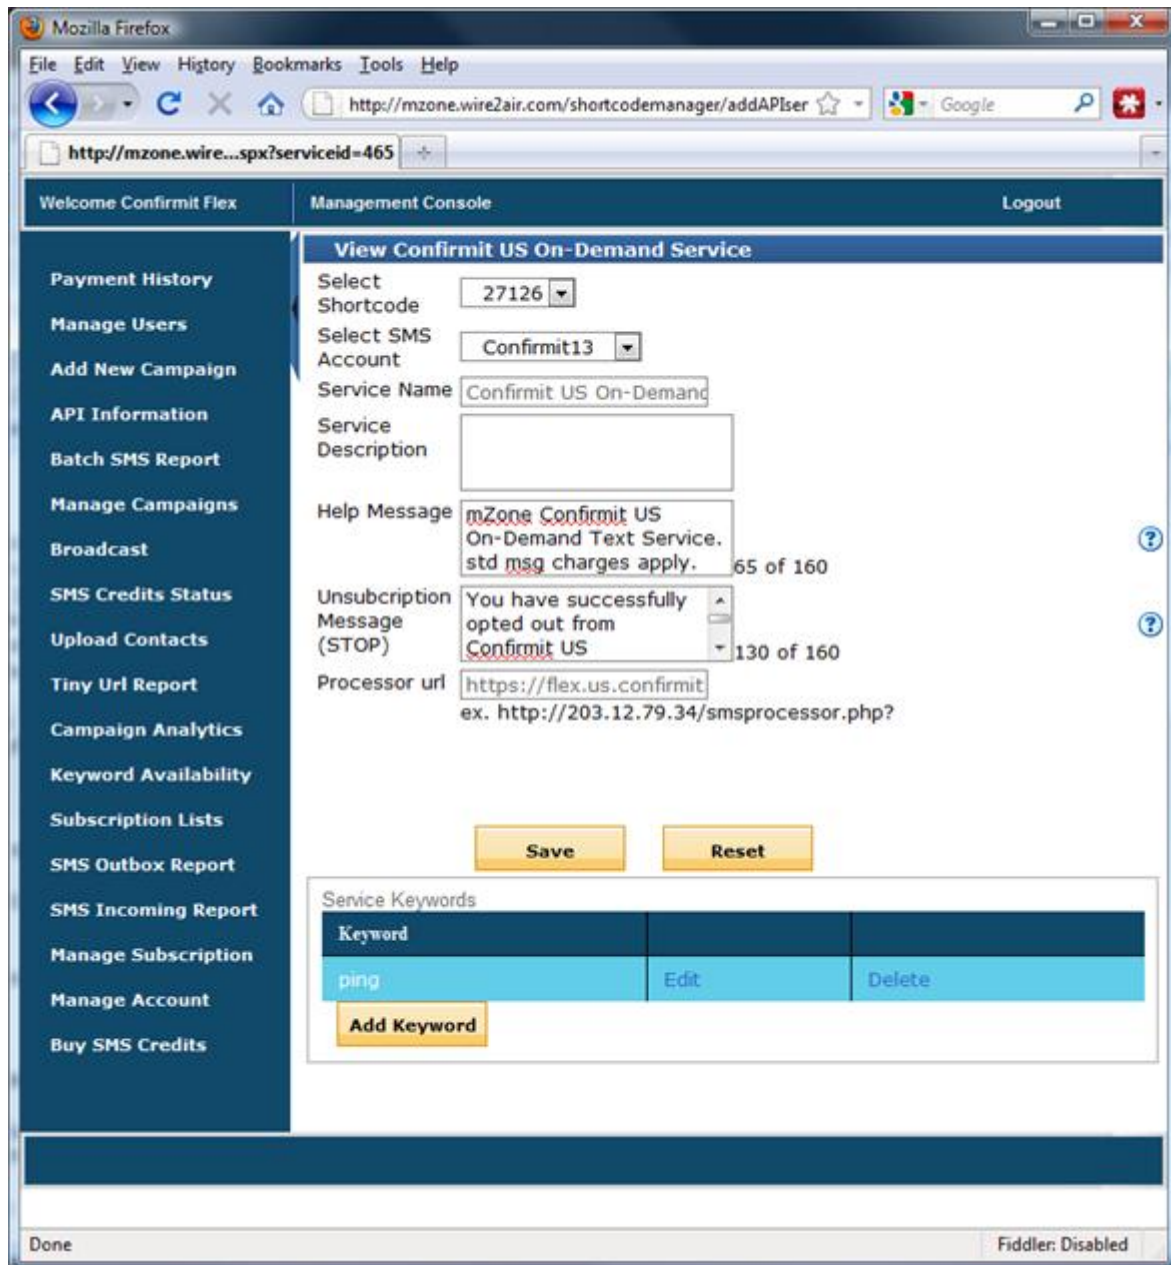 Mozilla Firefox
File Edit View History Bookmarks Tools Help
http://mzone.wire2air.com/shortcodemanager/addAPIser
Google
http://mzone.wire...spx?serviceid=465
Welcome Confirmit Flex
Management Console
Logout
Payment History
Manage Users
Add New Campaign
API Information
Batch SMS Report
Manage Campaigns
Broadcast
SMS Credits Status
Upload Contacts
Tiny Url Report
Campaign Analytics
Keyword Availability
Subscription Lists
SMS Outbox Report
SMS Incoming Report
Manage Subscription
Manage Account
Buy SMS Credits
View Confirmit US On-Demand Service
Select
Shortcode
27126
Select SMS
Account
Confirmit13
Service Name
Confirmit US On-Demand
Service
Description
Help Message
mZone Confirmit US
On-Demand Text Service.
std msg charges apply.
65 of 160
?
Unsubcription
Message
(STOP)
You have successfully
opted out from
Confirmit US
130 of 160
?
Processor url
https://flex.us.confirmit
ex. http://203.12.79.34/smsprocessor.php?
Save
Reset
Service Keywords
Keyword
ping
Edit
Delete
Add Keyword
Done
Fiddler: Disabled